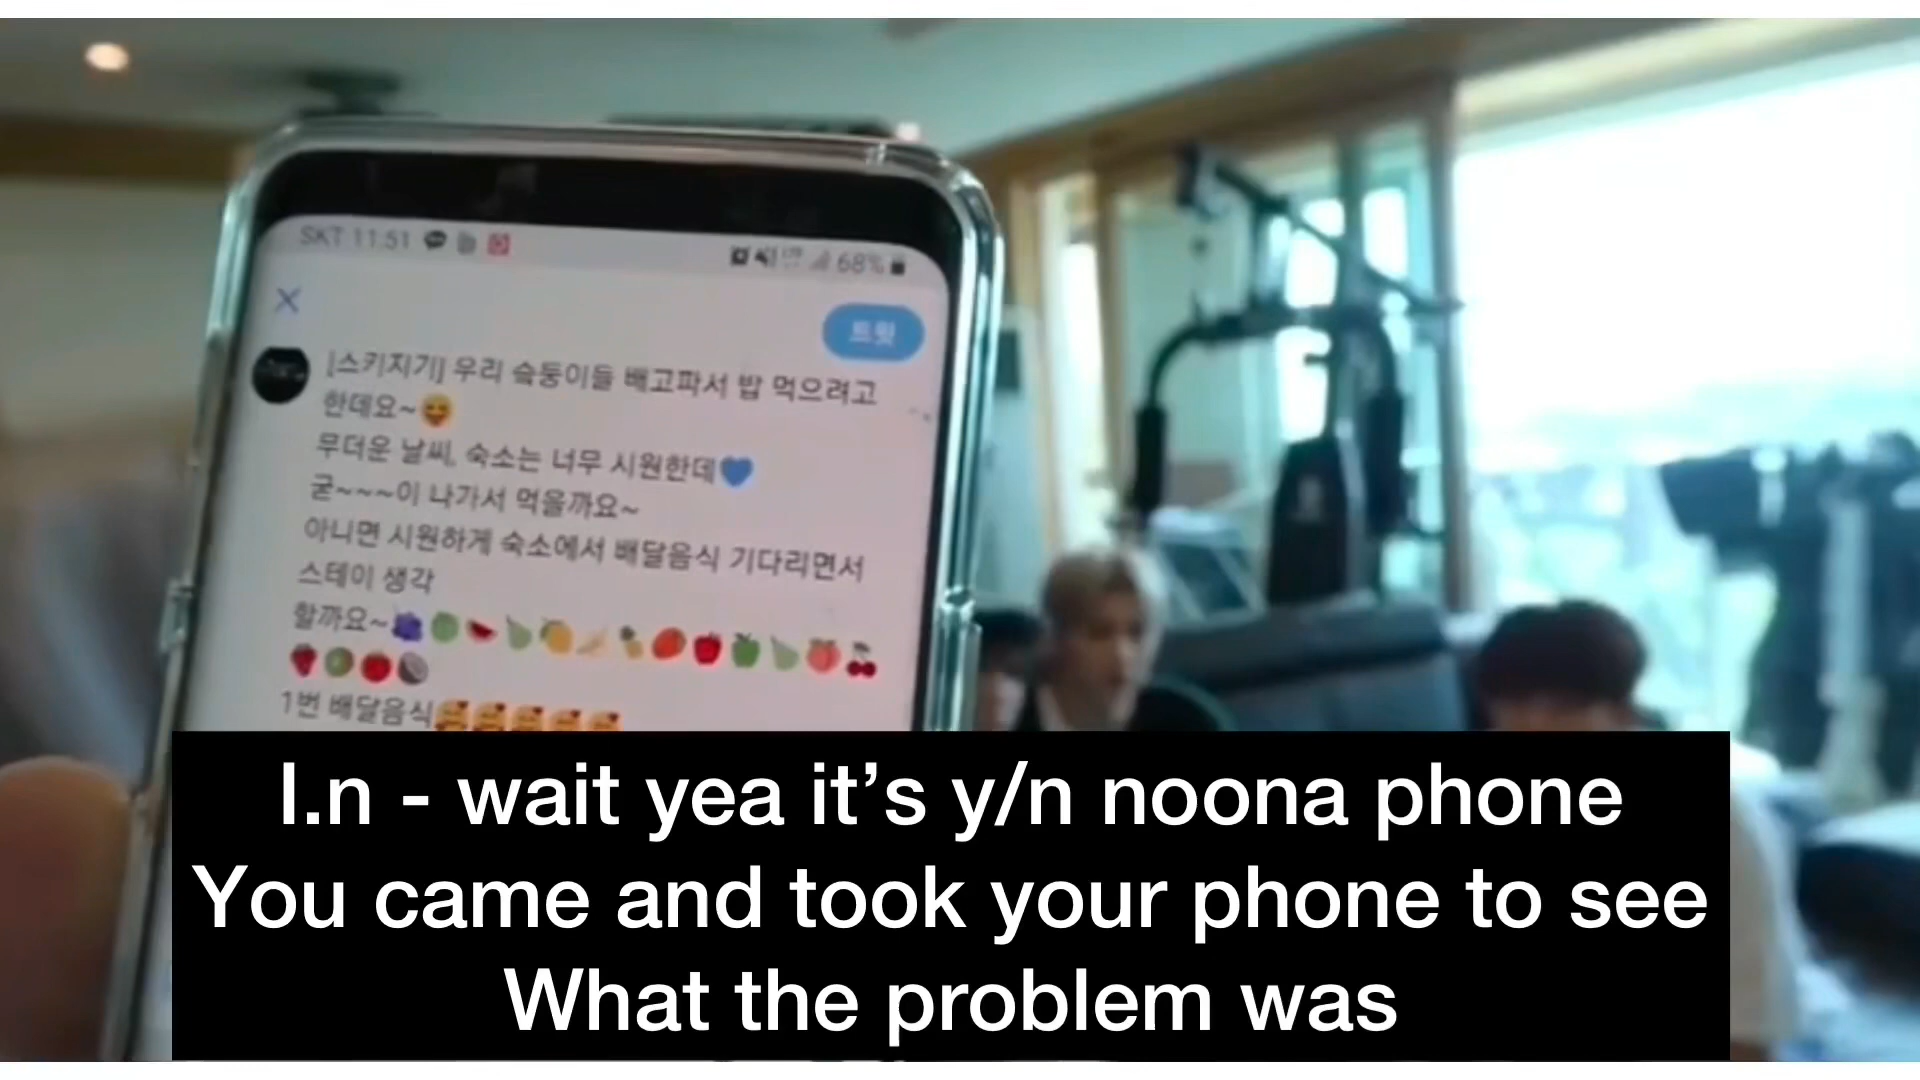 SKT 11:51
68%
트윗
[스키지기] 우리 슼둥이들 배고파서 밥 먹으려고
한데요~😝
무더운 날씨, 숙소는 너무 시원한데💙
굳~~~이 나가서 먹을까요~
아니면 시원하게 숙소에서 배달음식 기다리면서
스테이 생각
할까요~🍇🍈🍉🍐🍋🍌🍍🥭🍎🍏🍐🍑🍒
🍓🥝🍅🥥
1번 배달음식🥰🥰🥰🥰🥰
I.n - wait yea it’s y/n noona phone
You came and took your phone to see
What the problem was